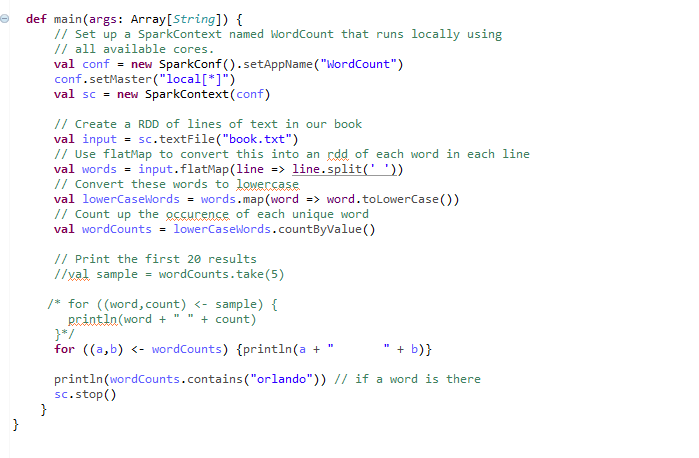 def main(args: Array[String]) {
// Set up a SparkContext named WordCount that runs locally using
// all available cores.
val conf = new SparkConf().setAppName("WordCount")
conf.setMaster("local[*]")
val sc = new SparkContext(conf)
// Create a RDD of lines of text in our book
val input = sc.textFile("book.txt")
// Use flatMap to convert this into an rdd of each word in each line
val words = input.flatMap(line => line.split(' '))
// Convert these words to lowercase
val lowerCaseWords = words.map(word => word.toLowerCase())
// Count up the occurence of each unique word
val wordCounts = lowerCaseWords.countByValue()
// Print the first 20 results
//val sample = wordCounts.take(5)
/* for ((word,count) <- sample) {
println(word + " " + count)
}*/
for ((a,b) <- wordCounts) {println(a + "       " + b)}
println(wordCounts.contains("orlando")) // if a word is there
sc.stop()
}
}